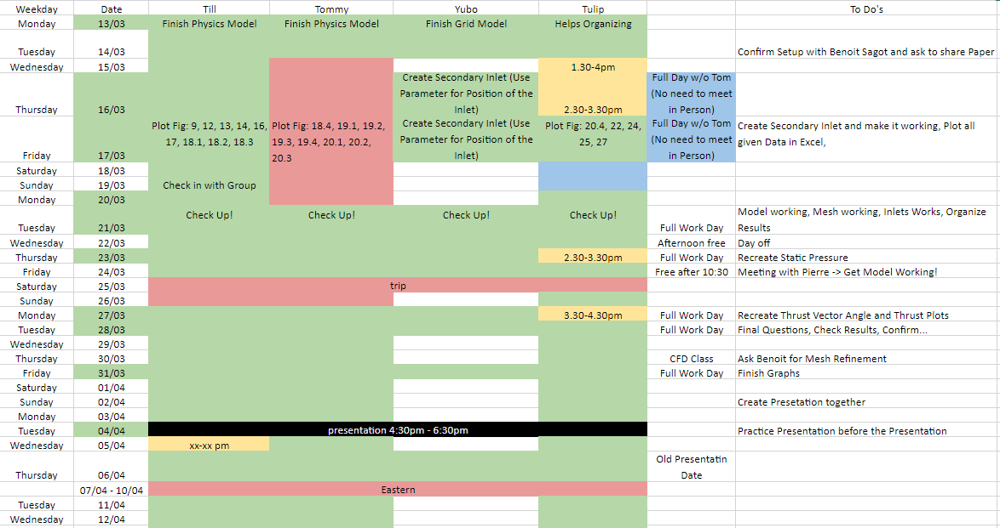 Weekday Date Till Tommy Yubo Tulip To Do's
Monday 13/03 Finish Physics Model Finish Physics Model Finish Grid Model Helps Organizing
Tuesday 14/03 Confirm Setup with Benoit Sagot and ask to share Paper
Wednesday 15/03 1.30-4pm
Create Secondary Inlet (Use Full Day w/o Tom
Parameter for Position of the (No need to meet
Thursday 16/03 Inlet) 2.30-3.30pm in Person)
Plot Fig: 9, 12, 13, 14, 16, Plot Fig: 18.4, 19.1, 19.2, Create Secondary Inlet (Use Plot Fig: 20.4, 22, 24, Full Day w/o Tom Create Secondary Inlet and make it working, Plot all
17, 18.1, 18.2, 18.3 19.3, 19.4, 20.1, 20.2, Parameter for Position of the 25, 27 (No need to meet given Data in Excel,
Friday 17/03 20.3 Inlet) in Person)
Saturday 18/03
Sunday 19/03 Check in with Group
Monday 20/03
Check Up! Check Up! Check Up! Check Up! Model working, Mesh working, Inlets Works, Organize
Tuesday 21/03 Full Work Day Results
Wednesday 22/03 Afternoon free Day off
Thursday 23/03 2.30-3.30pm Full Work Day Recreate Static Pressure
Friday 24/03 Free after 10:30 Meeting with Pierre -> Get Model Working!
Saturday 25/03 trip
Sunday 26/03
Monday 27/03 3.30-4.30pm Full Work Day Recreate Thrust Vector Angle and Thrust Plots
Tuesday 28/03 Full Work Day Final Questions, Check Results, Confirm...
Wednesday 29/03
Thursday 30/03 CFD Class Ask Benoit for Mesh Refinement
Friday 31/03 Full Work Day Finish Graphs
Saturday 01/04
Sunday 02/04 Create Presetation together
Monday 03/04
Tuesday 04/04 presentation 4:30pm - 6:30pm Practice Presentation before the Presentation
Wednesday 05/04 xx-xx pm
Old Presentatin
Thursday 06/04 Date
07/04 - 10/04 Eastern
Tuesday 11/04
Wednesday 12/04